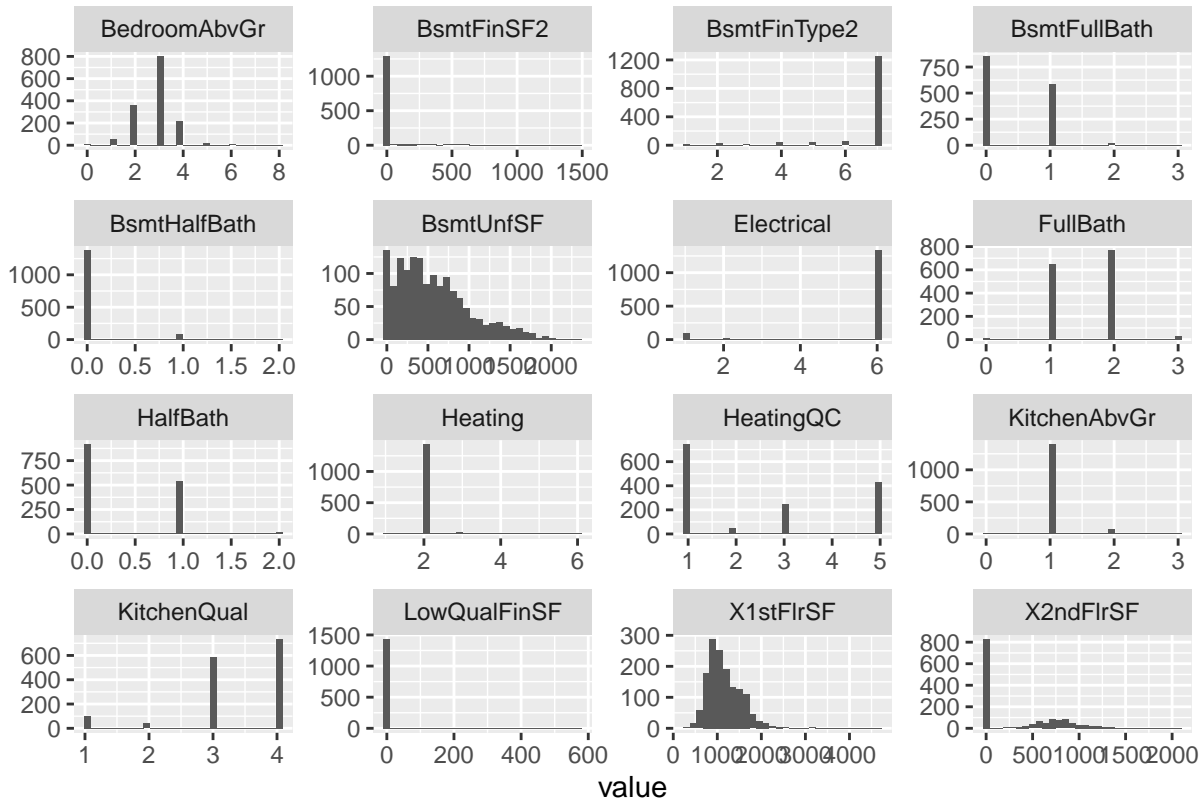 BedroomAbvGr BsmtFinSF2 BsmtFinType2 BsmtFullBath
800
600
400
200
0
0 2 4 6 8
1000
500
0
0 500 1000 1500
1200
800
400
0
2 4 6
750
500
250
0
0 1 2 3
BsmtHalfBath BsmtUnfSF Electrical FullBath
1000
500
0
0.0 0.5 1.0 1.5 2.0
100
50
0
0 500 1000 1500 2000
1000
500
0
2 4 6
800
600
400
200
0
0 1 2 3
HalfBath Heating HeatingQC KitchenAbvGr
750
500
250
0
0.0 0.5 1.0 1.5 2.0
1000
500
0
2 4 6
600
400
200
0
1 2 3 4 5
1000
500
0
0 1 2 3
KitchenQual LowQualFinSF X1stFlrSF X2ndFlrSF
600
400
200
0
1 2 3 4
1500
1000
500
0
0 200 400 600
300
200
100
0
0 1000 2000 3000 4000
800
600
400
200
0
0 500 1000 1500 2000
value